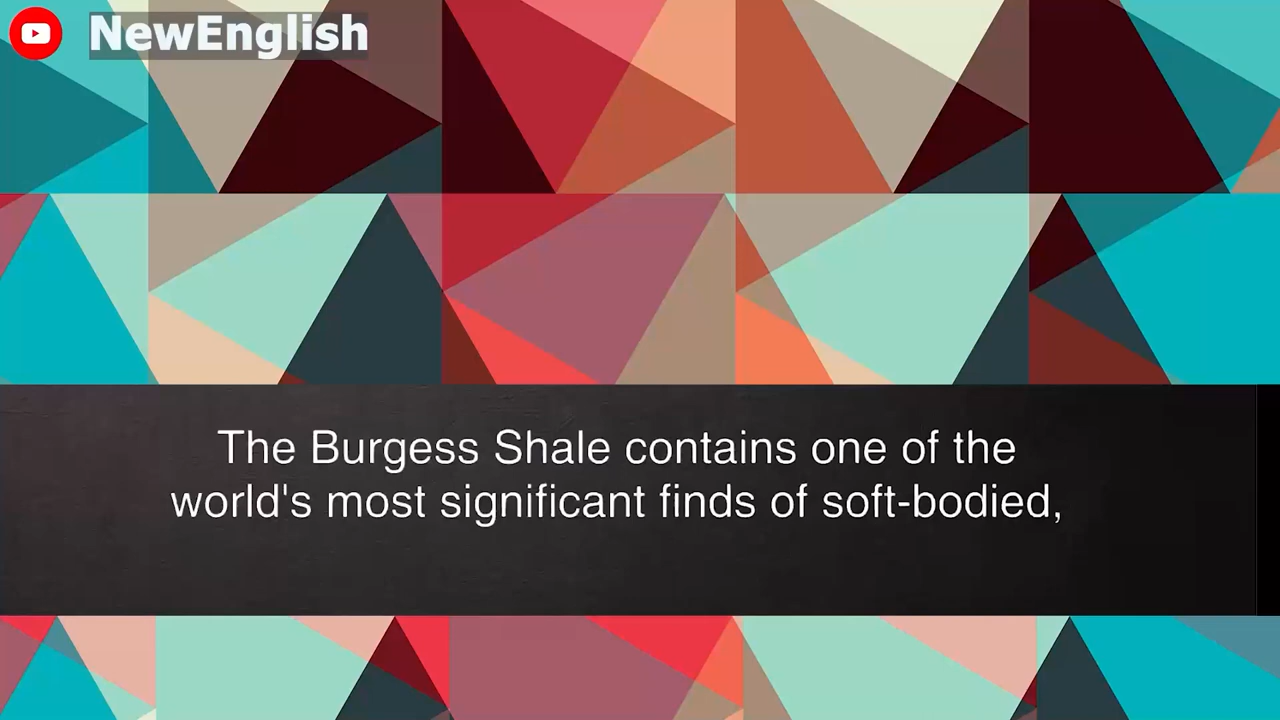 NewEnglish
The Burgess Shale contains one of the
world's most significant finds of soft-bodied,